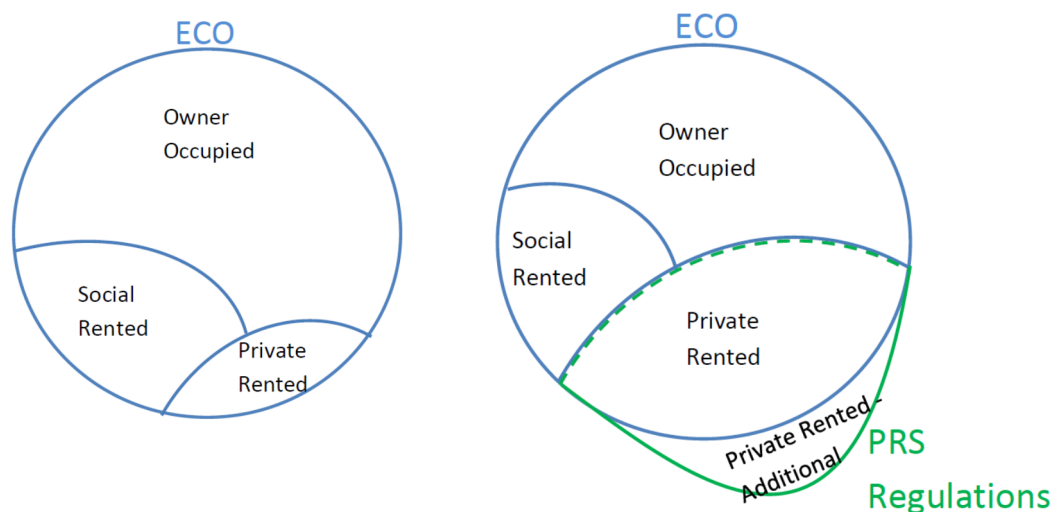 ECO
Owner
Occupied
Social
Rented
Private
Rented
ECO
Owner
Occupied
Social
Rented
Private
Rented
Private Rented -
Additional
PRS
Regulations